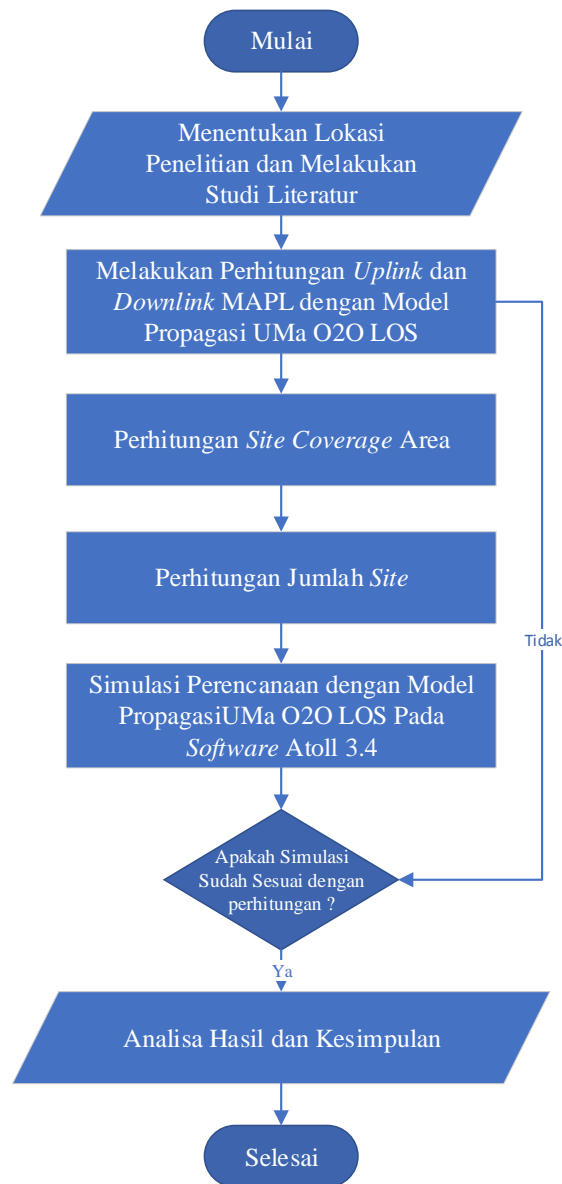 Mulai
Menentukan Lokasi
Penelitian dan Melakukan
Studi Literatur
Melakukan Perhitungan Uplink dan
Downlink MAPL dengan Model
Propagasi UMa O2O LOS
Perhitungan Site Coverage Area
Perhitungan Jumlah Site
Tidak
Simulasi Perencanaan dengan Model
PropagasiUMa O2O LOS Pada
Software Atoll 3.4
Apakah Simulasi
Sudah Sesuai dengan
perhitungan ?
Ya
Analisa Hasil dan Kesimpulan
Selesai